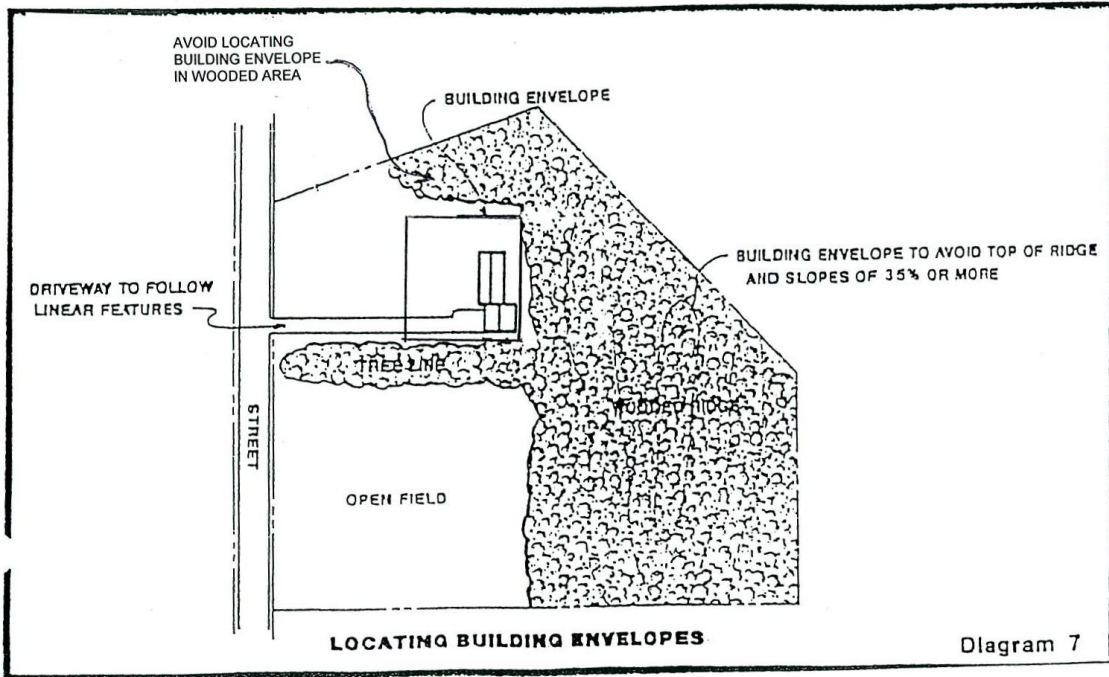 AVOID LOCATING
BUILDING ENVELOPE
IN WOODED AREA
BUILDING ENVELOPE
BUILDING ENVELOPE TO AVOID TOP OF RIDGE
AND SLOPES OF 35% OR MORE
DRIVEWAY TO FOLLOW
LINEAR FEATURES
TREE LINE
WOODED RIDGE
STREET
OPEN FIELD
LOCATING BUILDING ENVELOPES
Diagram 7